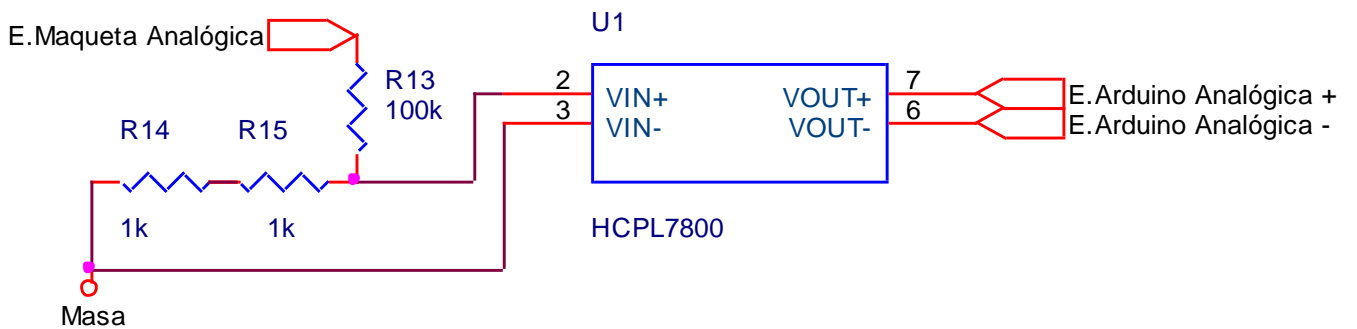 U1
E.Maqueta Analógica
R13
100k
2
3
VIN+
VIN-
VOUT+
VOUT-
7
6
E.Arduino Analógica +
E.Arduino Analógica -
R14
R15
1k
1k
HCPL7800
Masa